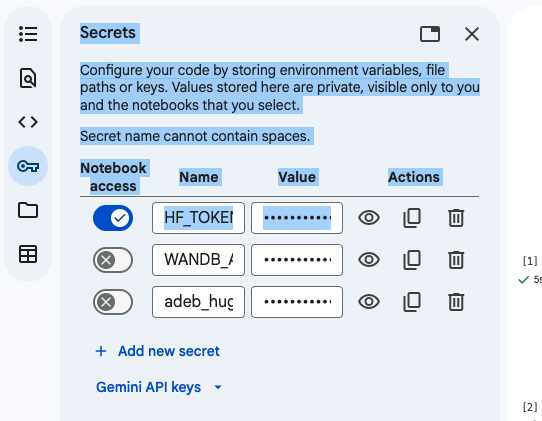 Secrets
Configure your code by storing environment variables, file
paths or keys. Values stored here are private, visible only to you
and the notebooks that you select.
Secret name cannot contain spaces.
Notebook access Name Value Actions
HF_TOKEN ••••••••••••
WANDB_A ••••••••••••
adeb_hug ••••••••••••
+ Add new secret
Gemini API keys
[1]
5s
[2]